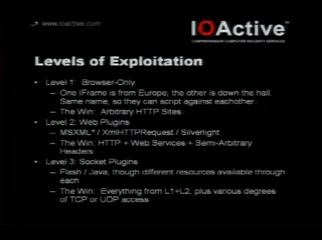 www.ioactive.com
IOActive™
COMPREHENSIVE COMPUTER SECURITY SERVICES
Levels of Exploitation
• Level 1: Browser-Only
– One IFrame is from Europe, the other is down the hall.
Same name, so they can script against eachother.
– The Win: Arbitrary HTTP Sites
• Level 2: Web Plugins
– MSXML* / XmlHTTPRequest / Silverlight
– The Win: HTTP + Web Services + Semi-Arbitrary
Headers
• Level 3: Socket Plugins
– Flash / Java, though different resources available through
each
– The Win: Everything from L1+L2; plus various degrees
of TCP or UDP access